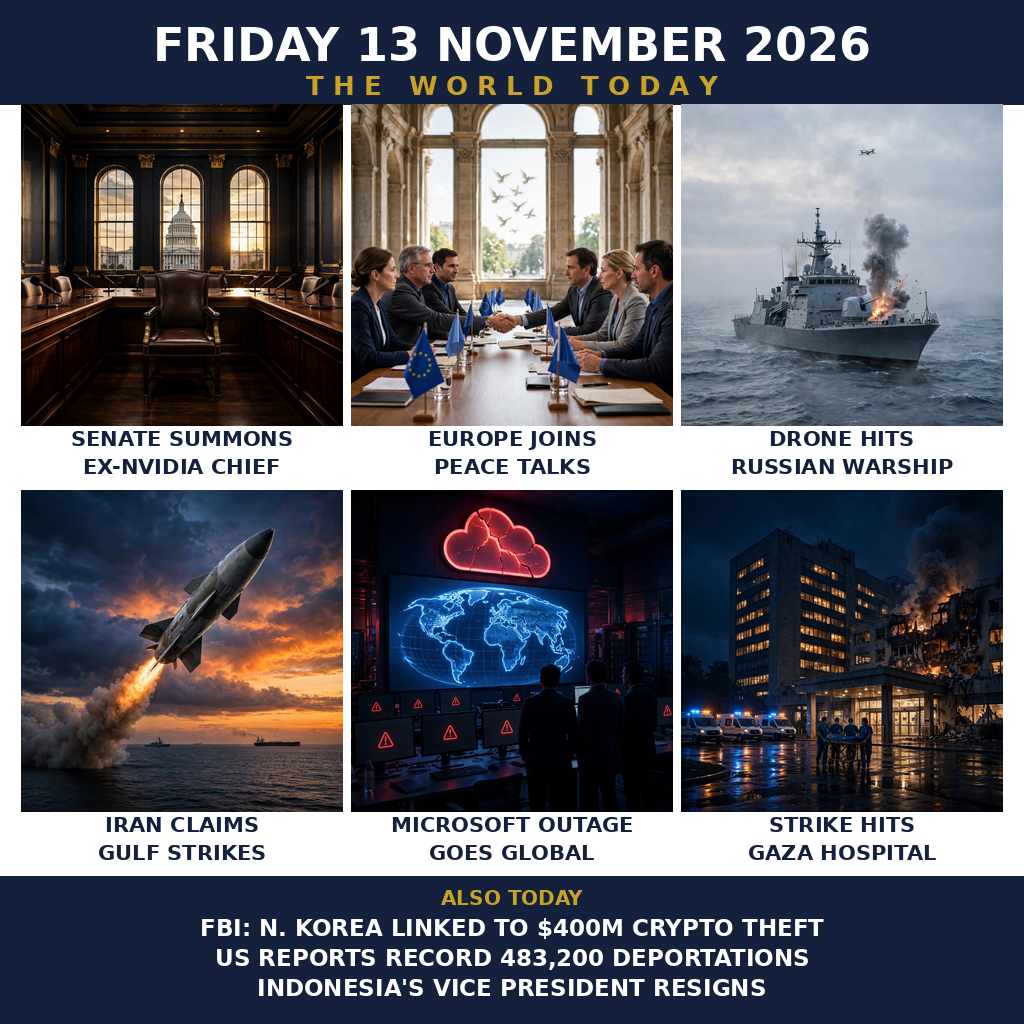 FRIDAY 13 NOVEMBER 2026
THE WORLD TODAY
SENATE SUMMONS
EX-NVIDIA CHIEF
EUROPE JOINS
PEACE TALKS
DRONE HITS
RUSSIAN WARSHIP
IRAN CLAIMS
GULF STRIKES
MICROSOFT OUTAGE
GOES GLOBAL
STRIKE HITS
GAZA HOSPITAL
ALSO TODAY
FBI: N. KOREA LINKED TO $400M CRYPTO THEFT
US REPORTS RECORD 483,200 DEPORTATIONS
INDONESIA'S VICE PRESIDENT RESIGNS